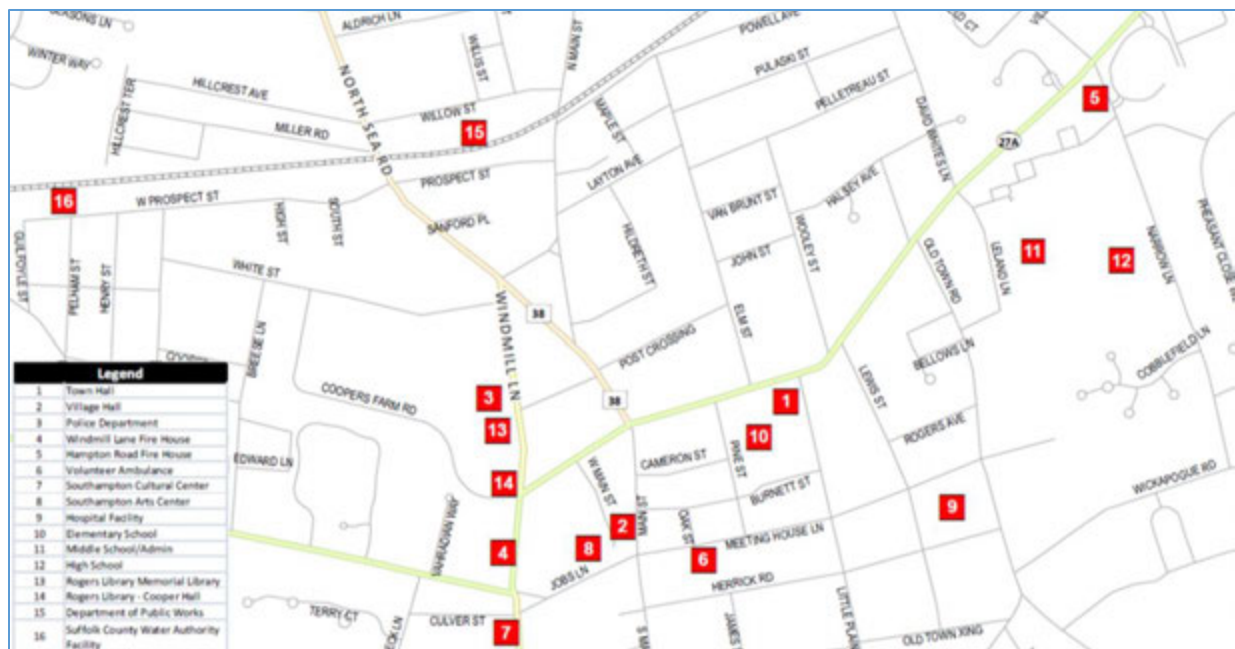 ALDRICH LN
WINTER WAY
WILLIS ST
N MAIN ST
POWELL AVE
PULASKI ST
PELLETREAU ST
HILLCREST AVE
HILLCREST TER
MILLER RD
WILLOW ST
NORTH SEA RD
MAPLE ST
DAVID WHITE S LN
5
15
27A
16
W PROSPECT ST
PROSPECT ST
LAYTON AVE
HALSEY AVE
VAN BRUNT ST
WOOLEY ST
HIGH ST
SOUTH ST
SANFORD PL
HILDRETH ST
JOHN ST
OLD TOWN RD
LELAND LN
11
12
NARROW LN
PHEASANT CLOSE
GUILFOYLE ST
PELHAM ST
HENRY ST
WHITE ST
WINDMILL LN
38
ELM ST
POST CROSSING
BREESE LN
BELLOWS LN
COBBLEFIELD LN
LEWIS ST
COOPERS FARM RD
3
38
1
13
10
ROGERS AVE
CAMERON ST
PINE ST
EDWARD LN
14
W MAIN ST
BURNETT ST
WICKAPOGUE RD
MAIN ST
OAK ST
9
2
MEETING HOUSE LN
VAHRADIAN WAY
4
8
6
JOBS LN
HERRICK RD
TERRY CT
CULVER ST
7
LITTLE PLAIN
OLD TOWN XING
Legend
1 Town Hall
2 Village Hall
3 Police Department
4 Windmill Lane Fire House
5 Hampton Road Fire House
6 Volunteer Ambulance
7 Southampton Cultural Center
8 Southampton Arts Center
9 Hospital Facility
10 Elementary School
11 Middle School/Admin
12 High School
13 Rogers Library Memorial Library
14 Rogers Library - Cooper Hall
15 Department of Public Works
16 Suffolk County Water Authority
Facility